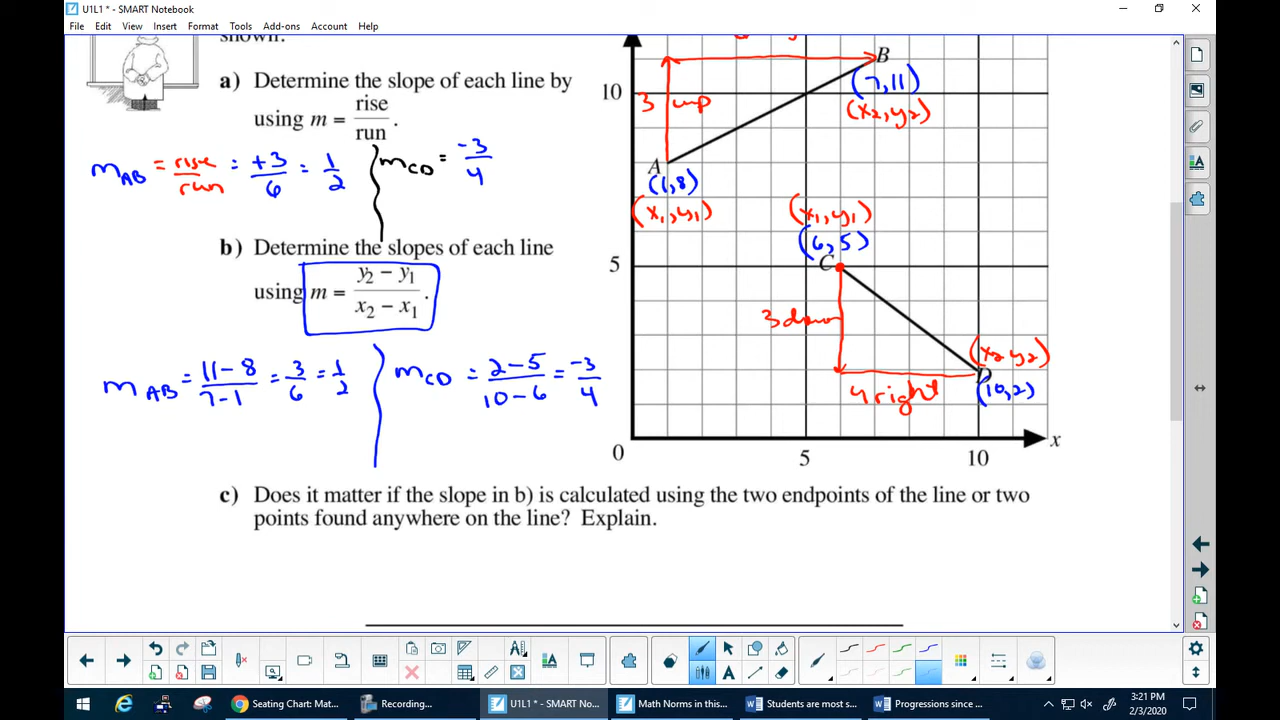 U1L1 * - SMART Notebook
File Edit View Insert Format Tools Add-ons Account Help
shown.
a) Determine the slope of each line by
using m = rise/run.
m AB = rise/run = +3/6 = 1/2
m CD = -3/4
b) Determine the slopes of each line
using m = y₂ – y₁ / x₂ – x₁.
m AB = 11-8/7-1 = 3/6 = 1/2
m CD = 2-5/10-6 = -3/4
B
(7,11)
(x2,y2)
10
3 up
A
(1,8)
(x₁,y₁)
(x₁,y₁)
(6,5)
5
C
3 down
(x2 y2)
D
4 right
(10,2)
0
5
10
x
c) Does it matter if the slope in b) is calculated using the two endpoints of the line or two
points found anywhere on the line? Explain.
Seating Chart: Mat...
Recording...
U1L1 * - SMART No...
Math Norms in this...
Students are most s...
Progressions since ...
3:21 PM
2/3/2020